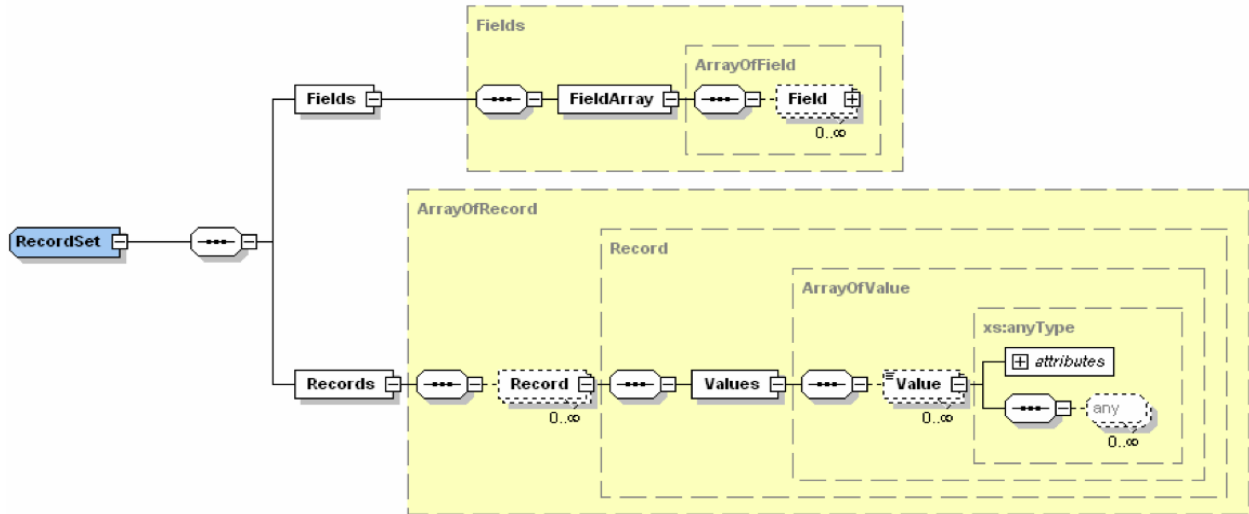 Fields
ArrayOfField
Fields FieldArray Field
0..∞
ArrayOfRecord
RecordSet
Record
ArrayOfValue
xs:anyType
attributes
Records Record Values Value
0..∞ 0..∞
any
0..∞